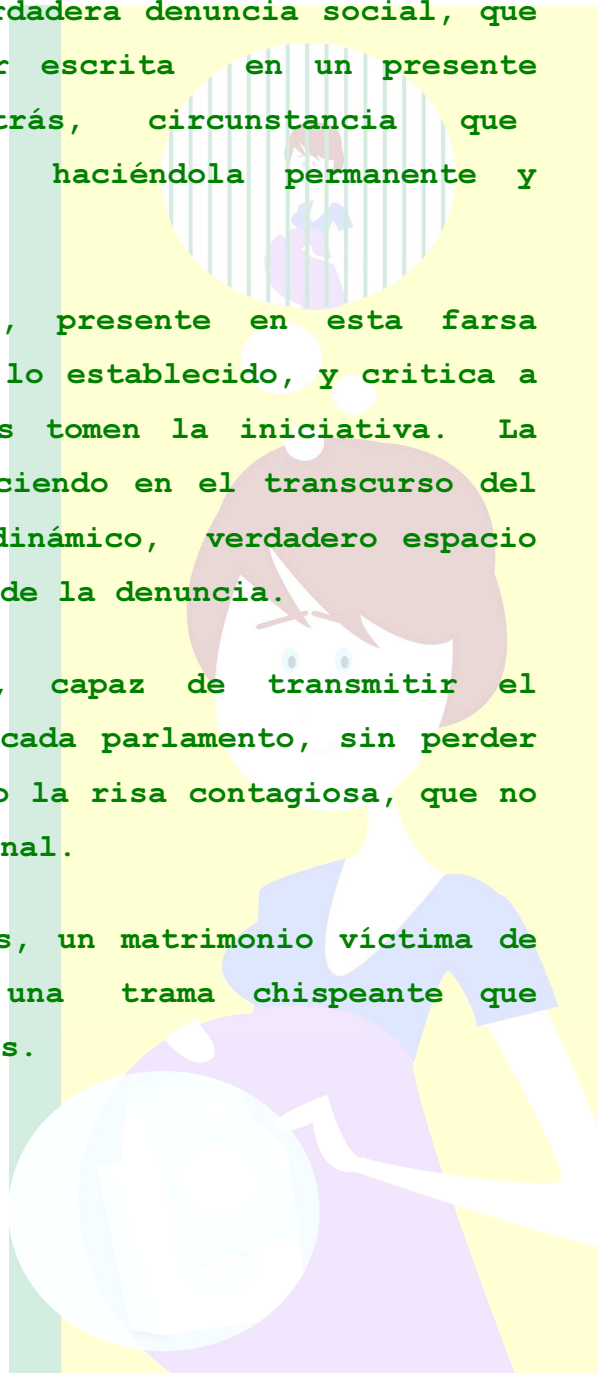 rdadera denuncia social, que
r escrita en un presente
trás, circunstancia que
haciéndola permanente y
, presente en esta farsa
lo establecido, y critica a
s tomen la iniciativa. La
ciendo en el transcurso del
dinámico, verdadero espacio
de la denuncia.
, capaz de transmitir el
cada parlamento, sin perder
o la risa contagiosa, que no
nal.
s, un matrimonio víctima de
una trama chispeante que
s.